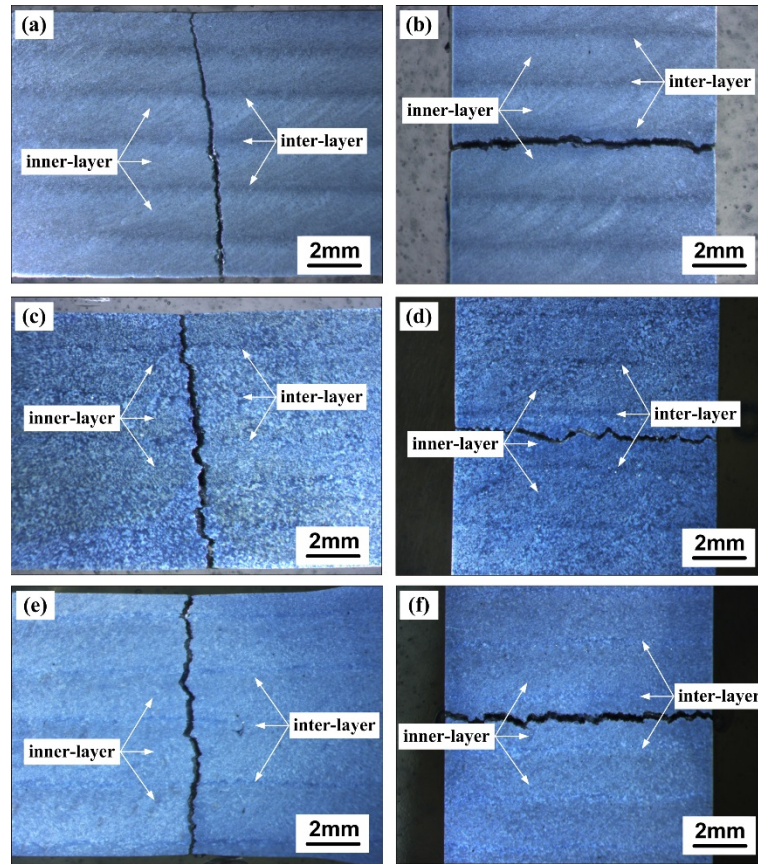 (a)
inner-layer
inter-layer
2mm
(b)
inter-layer
inner-layer
2mm
(c)
inner-layer
inter-layer
2mm
(d)
inter-layer
inner-layer
2mm
(e)
inner-layer
inter-layer
2mm
(f)
inter-layer
inner-layer
2mm